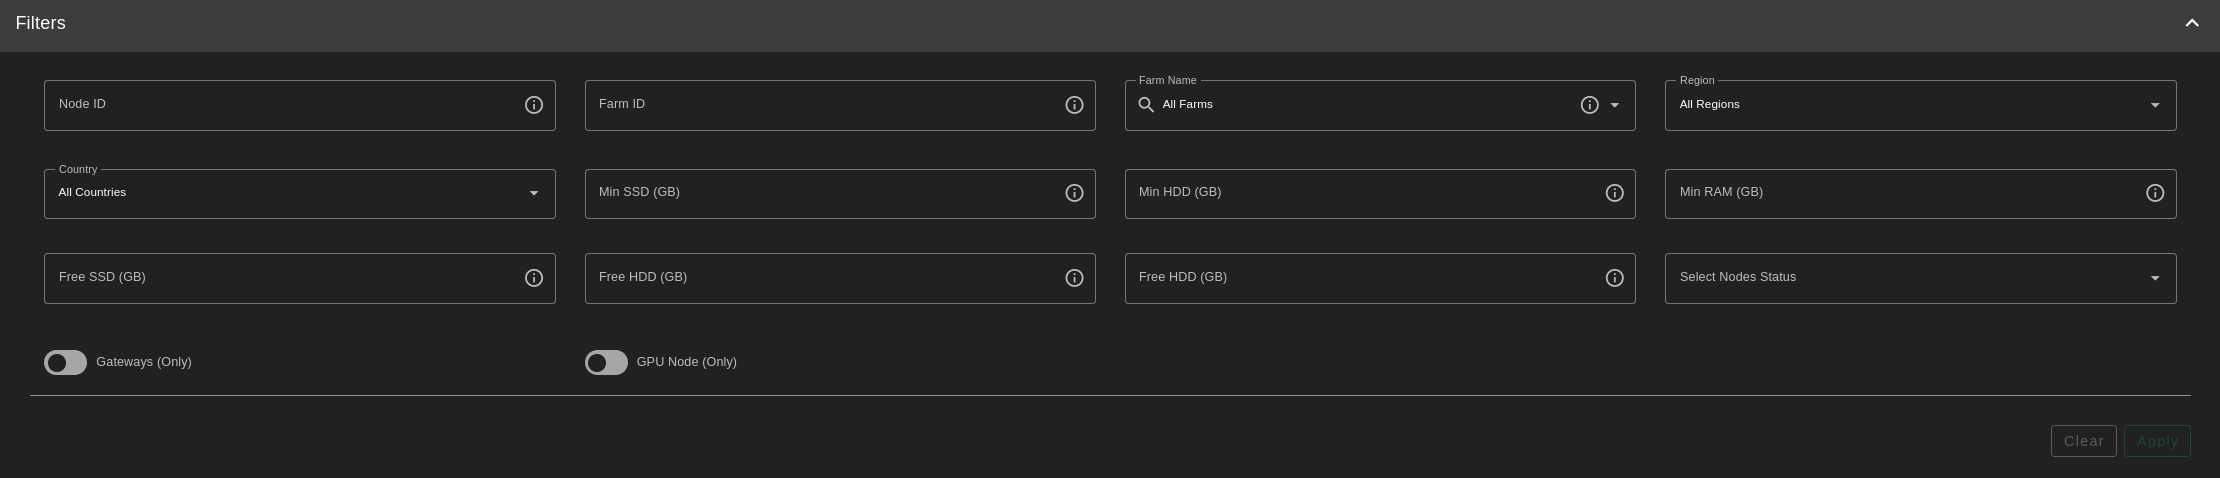 Filters
Node ID
Farm ID
Farm Name
All Farms
Region
All Regions
Country
All Countries
Min SSD (GB)
Min HDD (GB)
Min RAM (GB)
Free SSD (GB)
Free HDD (GB)
Free HDD (GB)
Select Nodes Status
Gateways (Only)
GPU Node (Only)
Clear
Apply